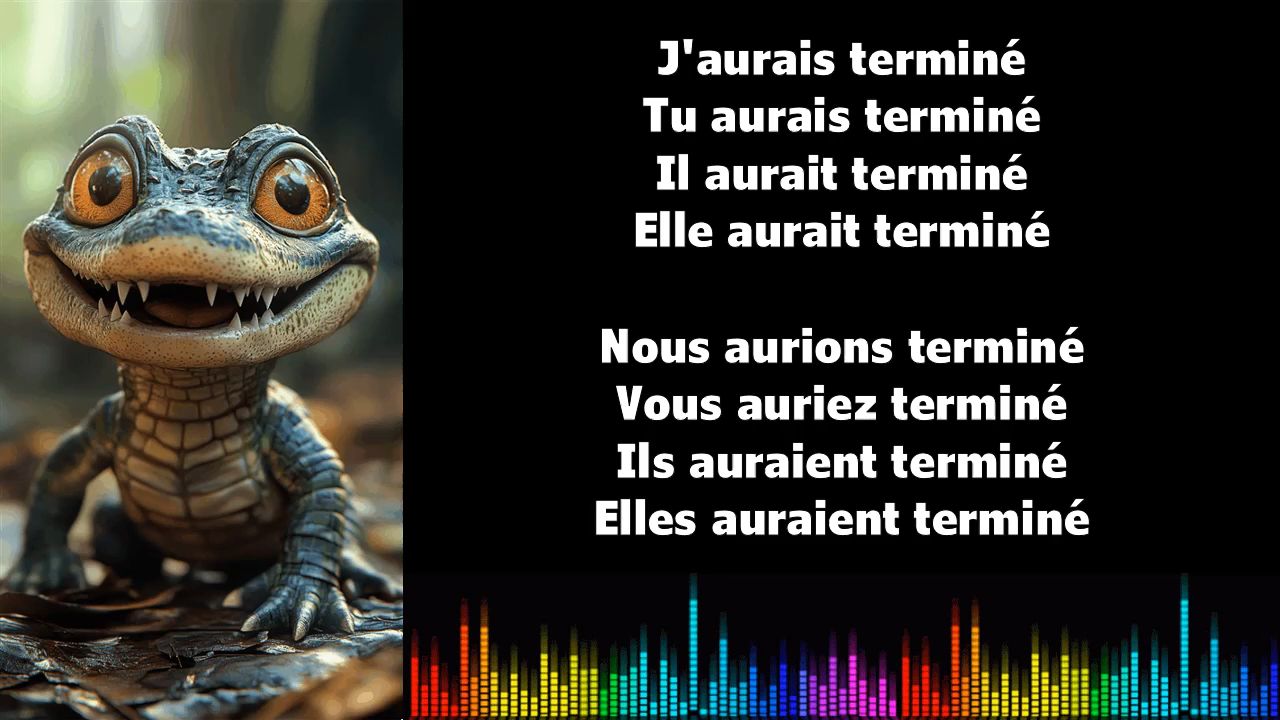 J'aurais terminé
Tu aurais terminé
Il aurait terminé
Elle aurait terminé
Nous aurions terminé
Vous auriez terminé
Ils auraient terminé
Elles auraient terminé